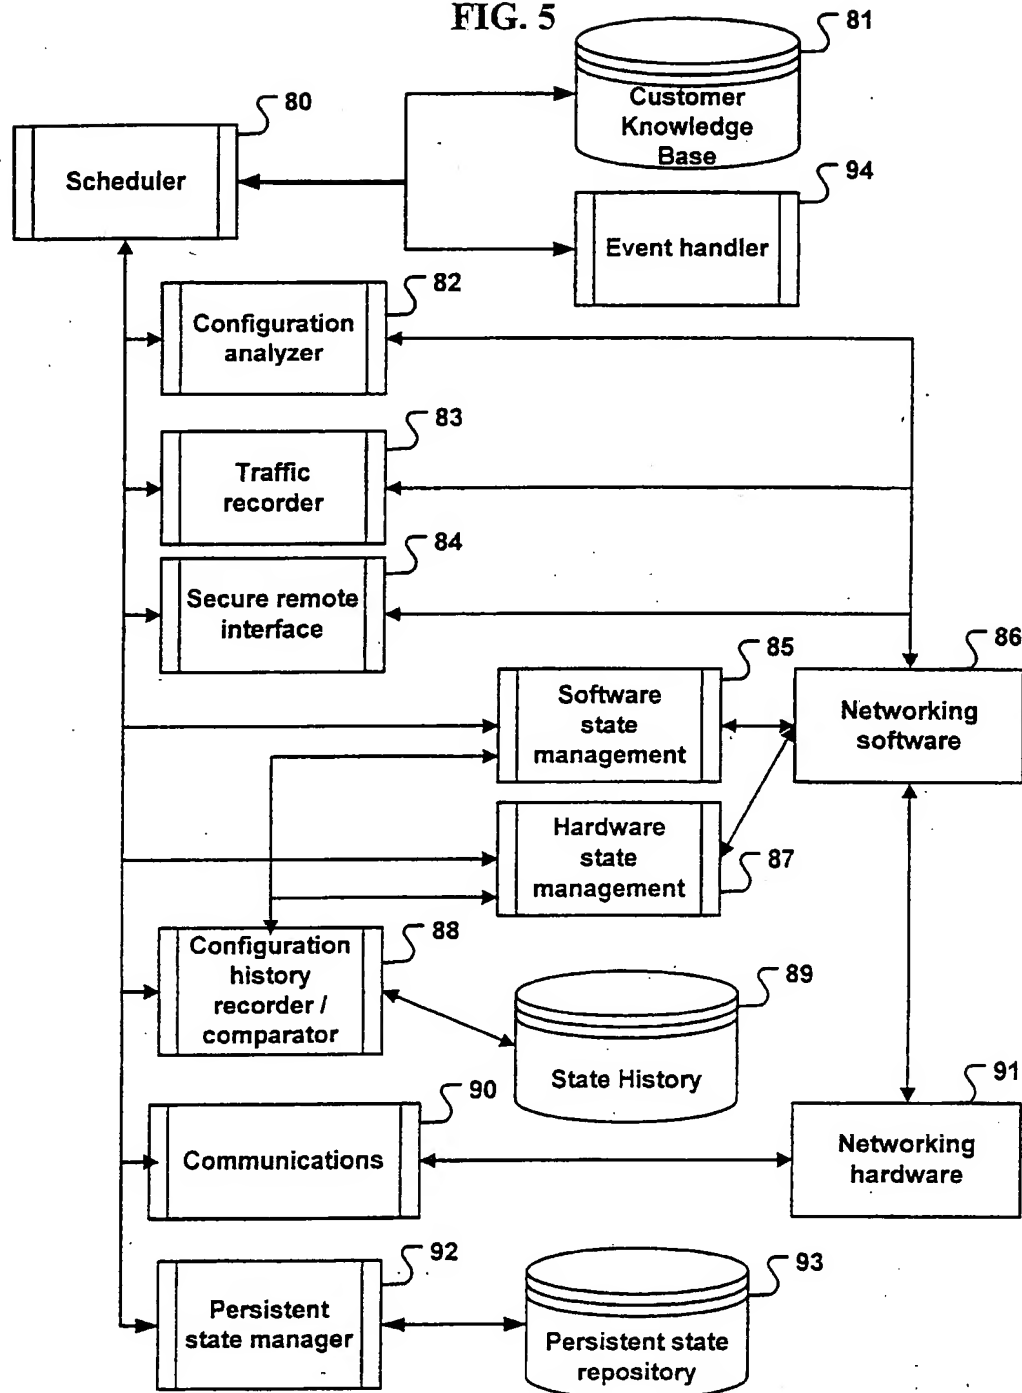 FIG. 5
81
Customer
Knowledge
Base
80
Scheduler
94
Event handler
82
Configuration
analyzer
83
Traffic
recorder
84
Secure remote
interface
85
Software
state
management
86
Networking
software
Hardware
state
management
87
88
Configuration
history
recorder /
comparator
89
State History
90
Communications
91
Networking
hardware
92
Persistent
state manager
93
Persistent state
repository